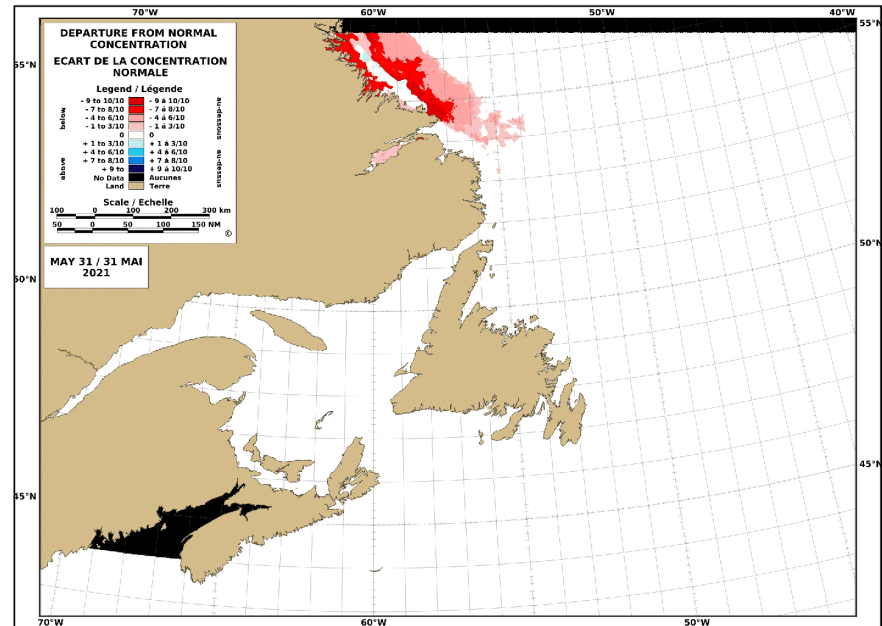 70°W 60°W 50°W 40°W
55°N
DEPARTURE FROM NORMAL
CONCENTRATION
ECART DE LA CONCENTRATION
NORMALE
Legend / Légende
- 9 to 10/10 - 9 à 10/10
- 7 to 8/10 - 7 à 8/10
- 4 to 6/10 - 4 à 6/10
- 1 to 3/10 - 1 à 3/10
0 0
+ 1 to 3/10 + 1 à 3/10
+ 4 to 6/10 + 4 à 6/10
+ 7 to 8/10 + 7 à 8/10
+ 9 to + 9 à 10/10
No Data Aucunes
Land Terre
below
above
au-dessous
au-dessus
Scale / Echelle
100 0 100 200 300 km
50 0 50 100 150 NM
©
55°N
MAY 31 / 31 MAI
2021
50°N
50°N
45°N
45°N
70°W 60°W 50°W